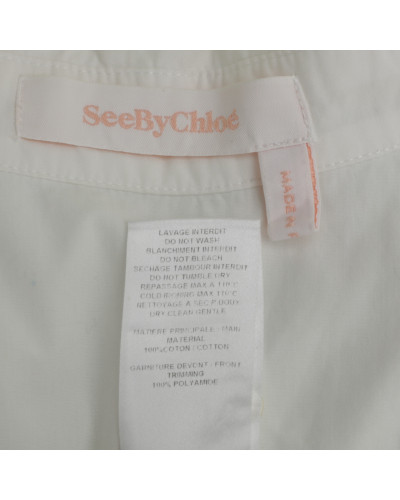 SeeByChloé
MADE IN
LAVAGE INTERDIT
DO NOT WASH
BLANCHIMENT INTERDIT
DO NOT BLEACH
SECHAGE TAMBOUR INTERDIT
DO NOT TUMBLE DRY
REPASSAGE MAX A 110°C
COLD IRONING MAX 110°C
NETTOYAGE A SEC P DOUX
DRY CLEAN GENTLE
MATIERE PRINCIPALE / MAIN
MATERIAL
100% COTON / COTTON
GARNITURE DEVONT / FRONT
TRIMMING
100% POLYAMIDE